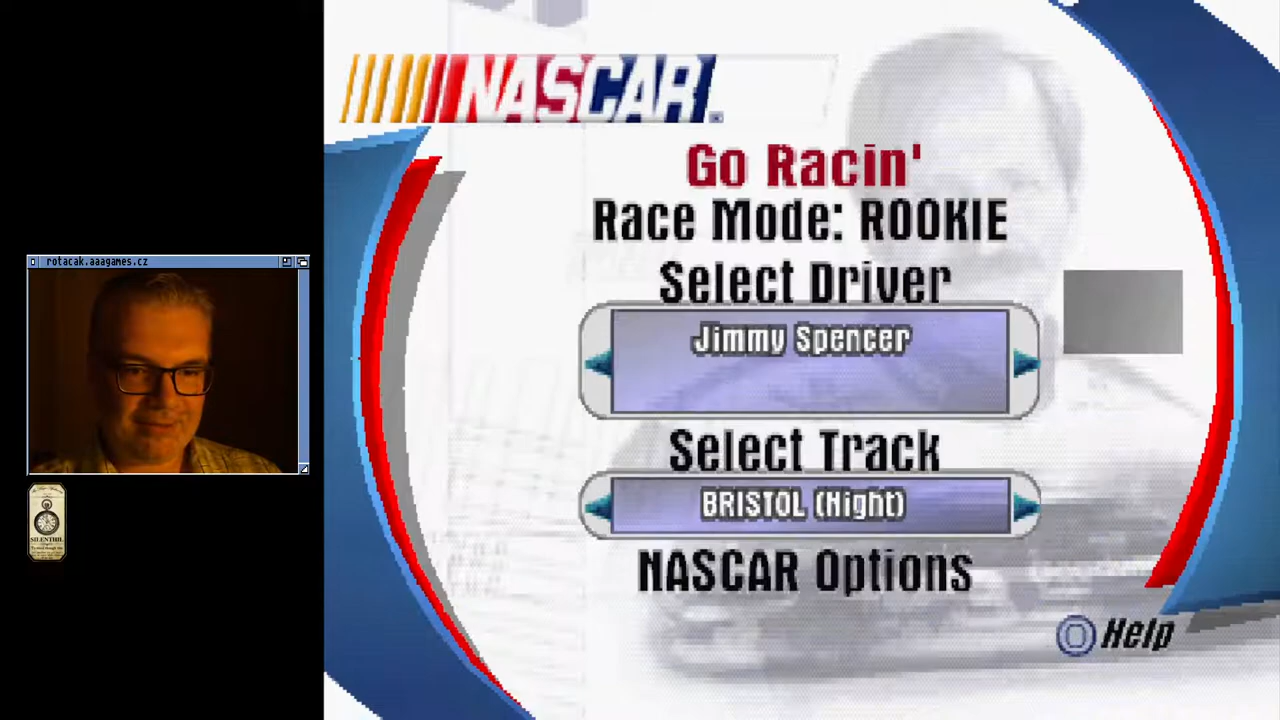 rotacak.aaagames.cz
NASCAR
Go Racin'
Race Mode: ROOKIE
Select Driver
Jimmy Spencer
Select Track
BRISTOL (Night)
NASCAR Options
Help